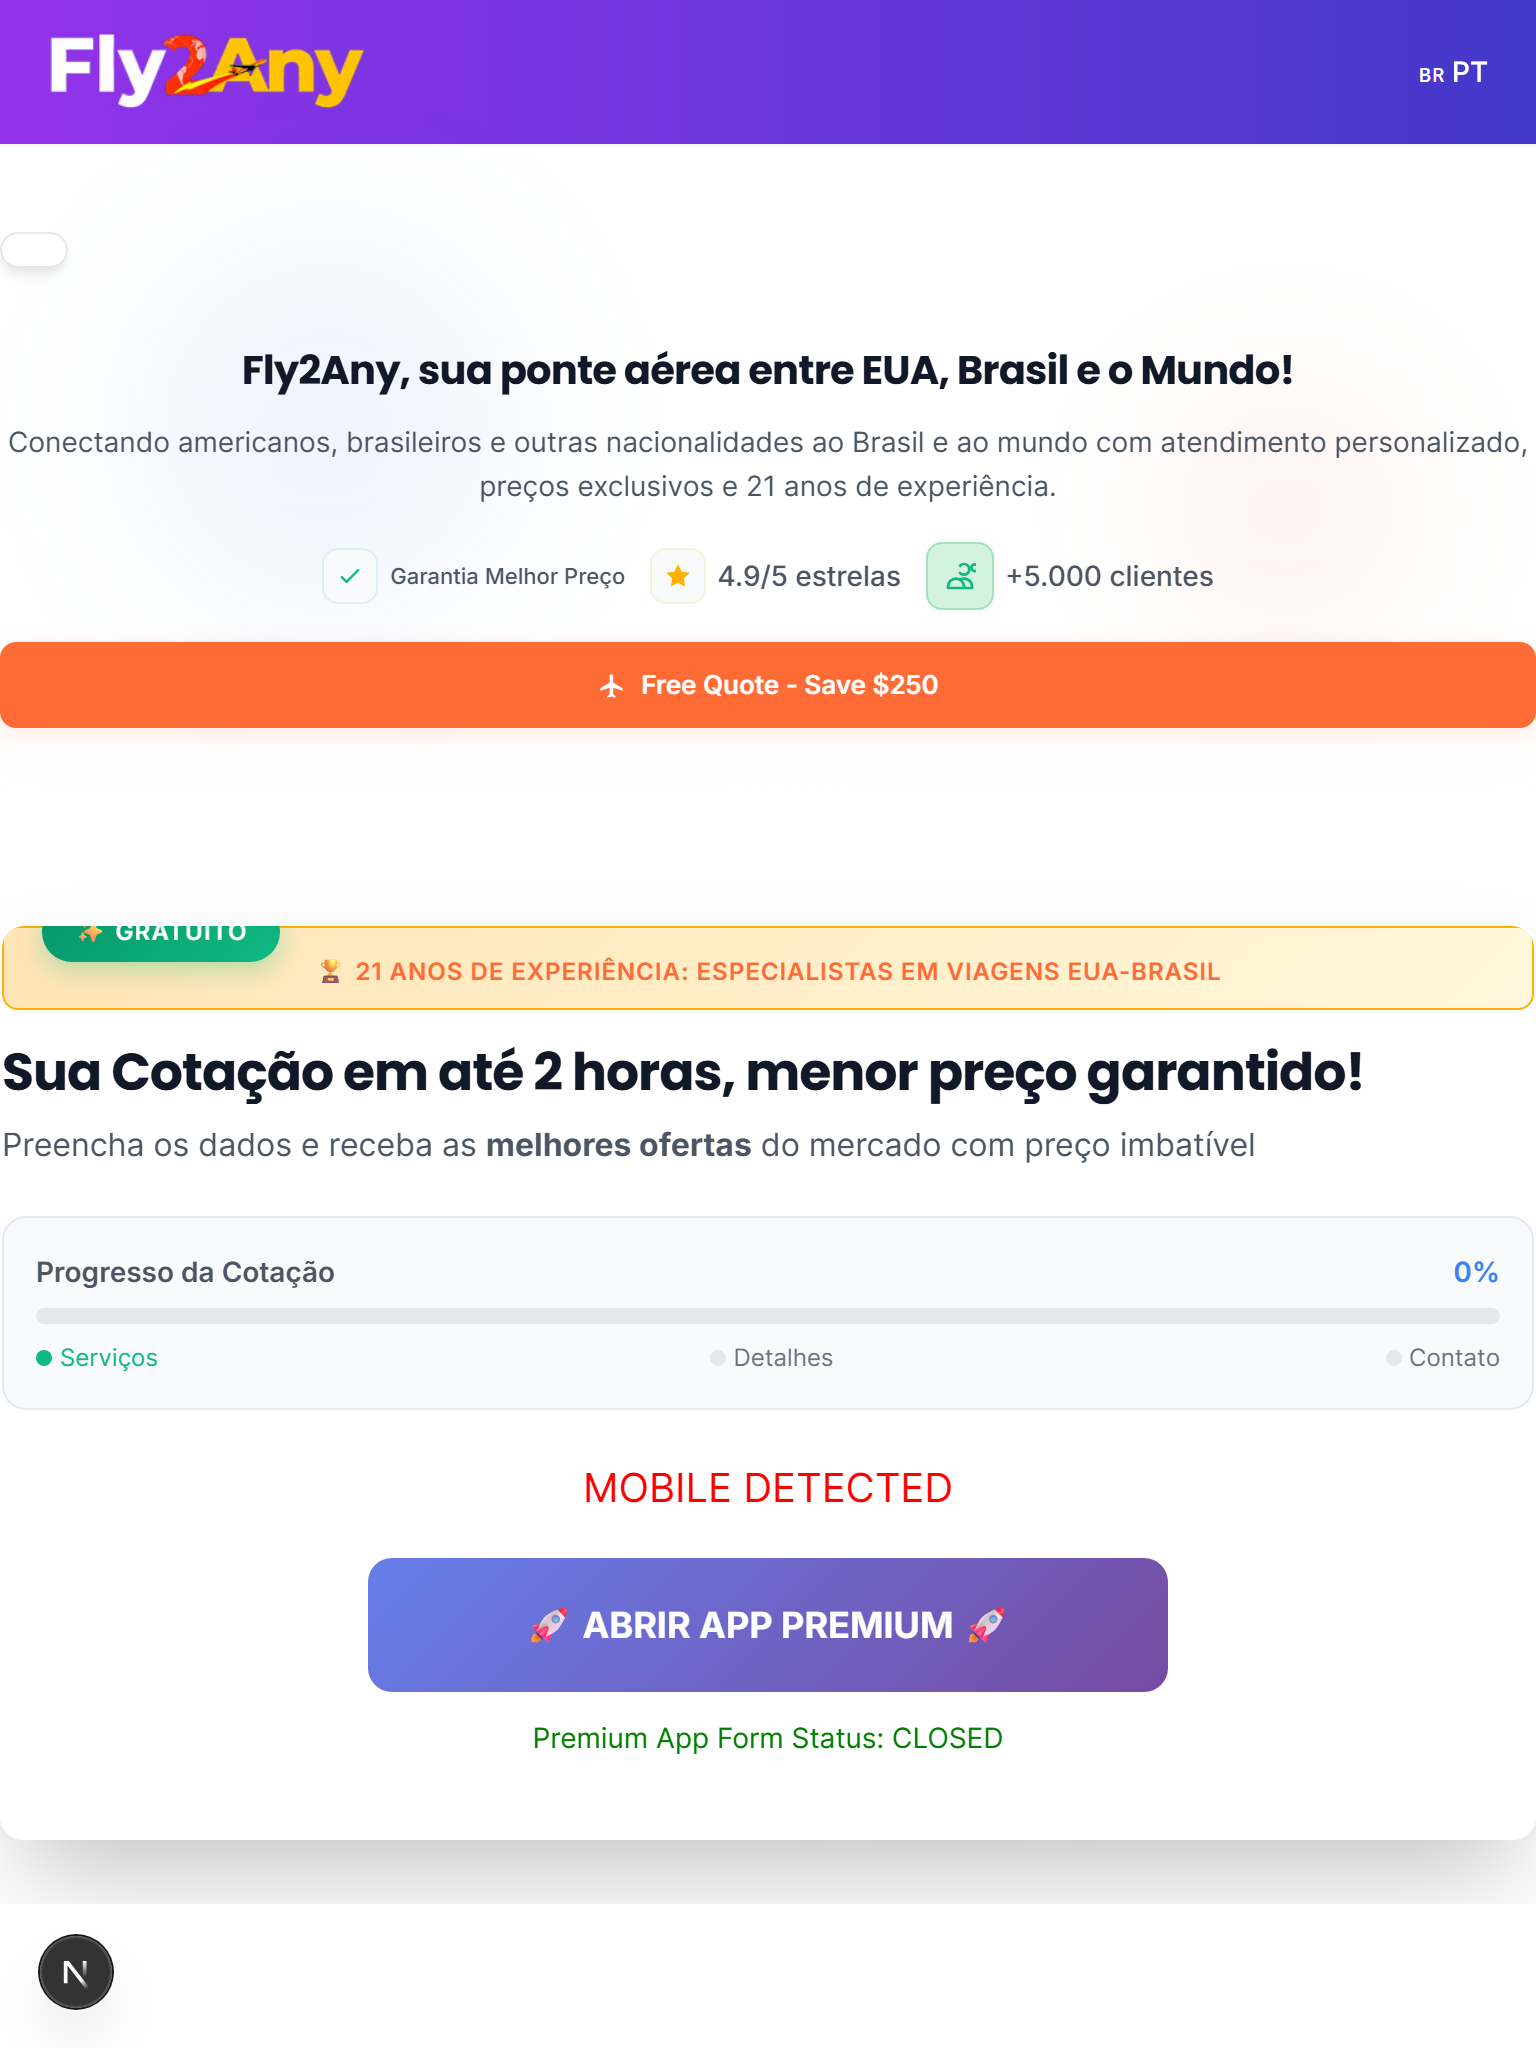 Fly2Any
BR PT
Fly2Any, sua ponte aérea entre EUA, Brasil e o Mundo!
Conectando americanos, brasileiros e outras nacionalidades ao Brasil e ao mundo com atendimento personalizado,
preços exclusivos e 21 anos de experiência.
Garantia Melhor Preço 4.9/5 estrelas +5.000 clientes
Free Quote - Save $250
GRATUITO
21 ANOS DE EXPERIÊNCIA: ESPECIALISTAS EM VIAGENS EUA-BRASIL
Sua Cotação em até 2 horas, menor preço garantido!
Preencha os dados e receba as melhores ofertas do mercado com preço imbatível
Progresso da Cotação 0%
Serviços Detalhes Contato
MOBILE DETECTED
🚀 ABRIR APP PREMIUM 🚀
Premium App Form Status: CLOSED
N